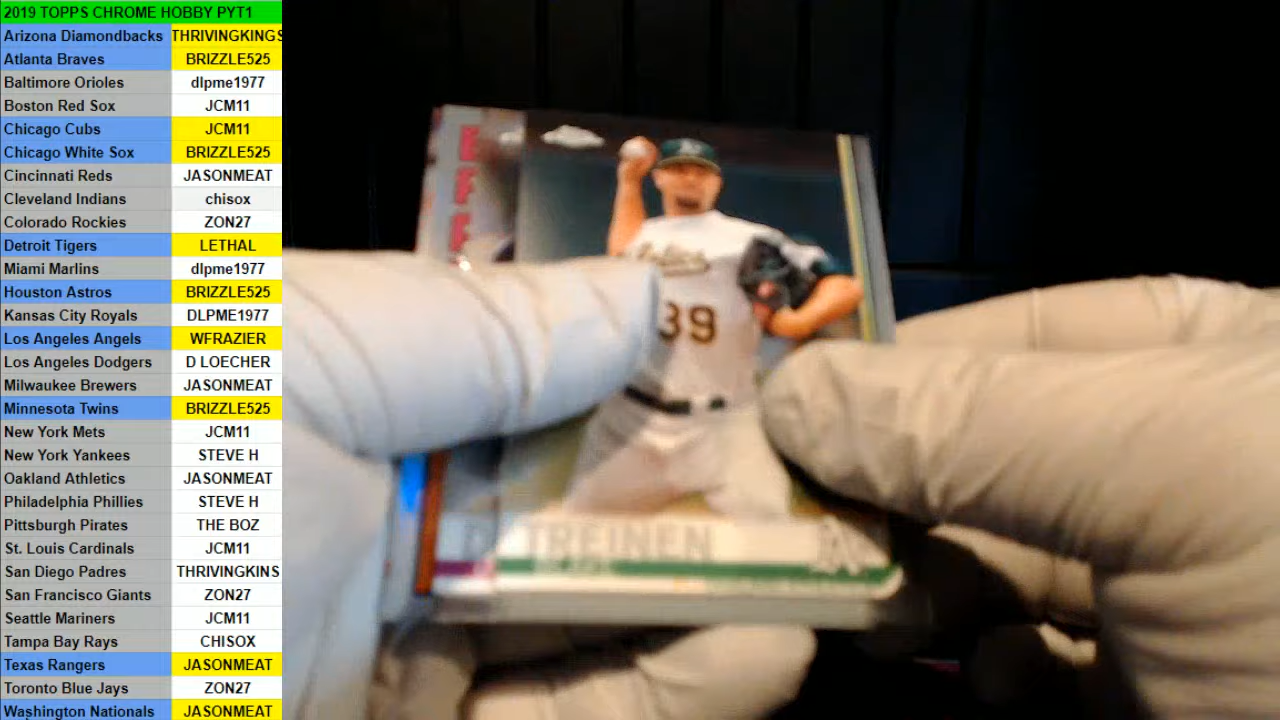 2019 TOPPS CHROME HOBBY PYT1
Arizona Diamondbacks THRIVINGKINGS
Atlanta Braves BRIZZLE525
Baltimore Orioles dlpme1977
Boston Red Sox JCM11
Chicago Cubs JCM11
Chicago White Sox BRIZZLE525
Cincinnati Reds JASONMEAT
Cleveland Indians chisox
Colorado Rockies ZON27
Detroit Tigers LETHAL
Miami Marlins dlpme1977
Houston Astros BRIZZLE525
Kansas City Royals DLPME1977
Los Angeles Angels WFRAZIER
Los Angeles Dodgers D LOECHER
Milwaukee Brewers JASONMEAT
Minnesota Twins BRIZZLE525
New York Mets JCM11
New York Yankees STEVE H
Oakland Athletics JASONMEAT
Philadelphia Phillies STEVE H
Pittsburgh Pirates THE BOZ
St. Louis Cardinals JCM11
San Diego Padres THRIVINGKINS
San Francisco Giants ZON27
Seattle Mariners JCM11
Tampa Bay Rays CHISOX
Texas Rangers JASONMEAT
Toronto Blue Jays ZON27
Washington Nationals JASONMEAT
39
TREINEN